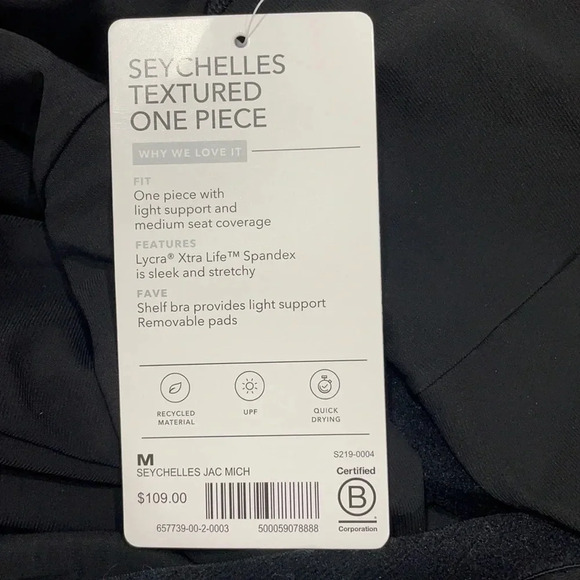 SEYCHELLES
TEXTURED
ONE PIECE
WHY WE LOVE IT
FIT
One piece with
light support and
medium seat coverage
FEATURES
Lycra® Xtra Life™ Spandex
is sleek and stretchy
FAVE
Shelf bra provides light support
Removable pads
RECYCLED
MATERIAL
UPF
QUICK
DRYING
M
S219-0004
SEYCHELLES JAC MICH
$109.00
657739-00-2-0003
500059078888
Certified
B
Corporation